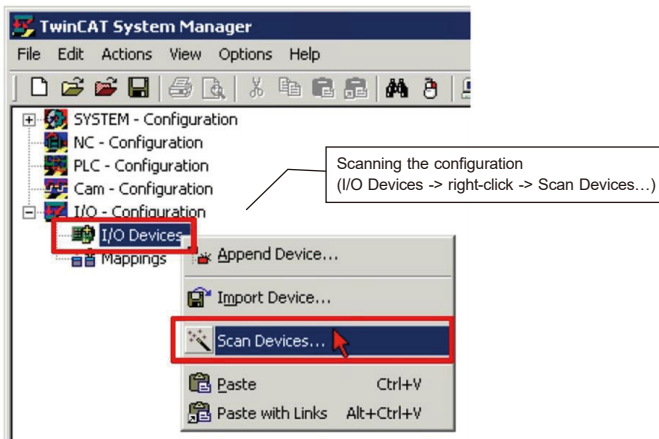 TwinCAT System Manager
File Edit Actions View Options Help
SYSTEM - Configuration
NC - Configuration
PLC - Configuration
Cam - Configuration
I/O - Configuration
I/O Devices
Mappings
Scanning the configuration
(I/O Devices -> right-click -> Scan Devices…)
Append Device...
Import Device...
Scan Devices...
Paste Ctrl+V
Paste with Links Alt+Ctrl+V